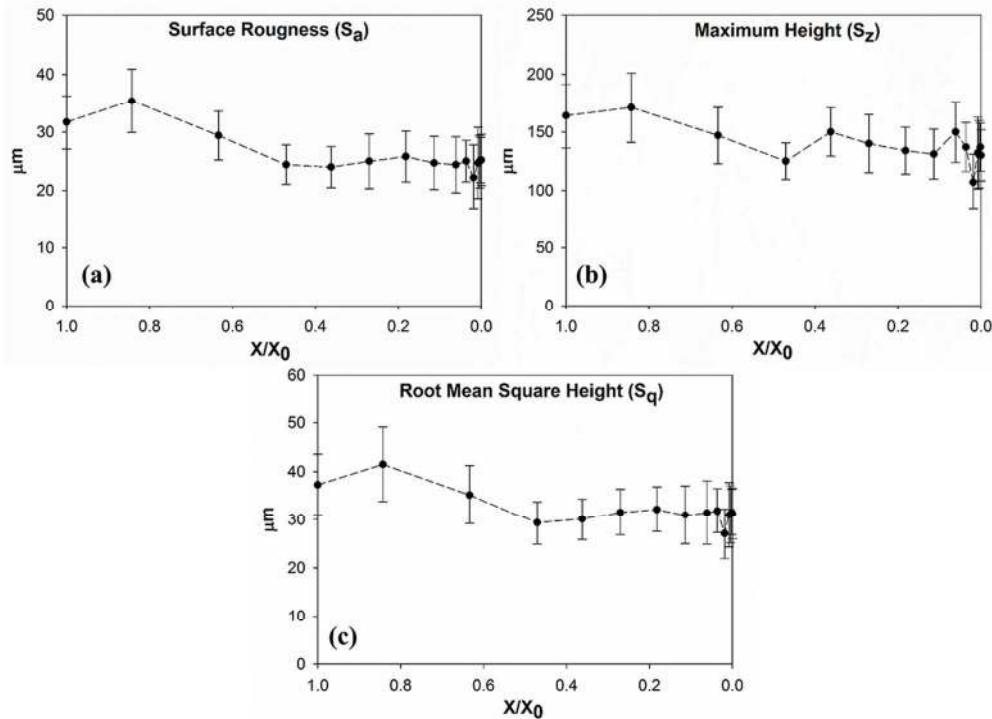 Surface Rougness (Sa)
50
40
30
20
10
0
μm
(a)
1.0 0.8 0.6 0.4 0.2 0.0
X/X0
Maximum Height (Sz)
250
200
150
100
50
0
μm
(b)
1.0 0.8 0.6 0.4 0.2 0.0
X/X0
Root Mean Square Height (Sq)
60
50
40
30
20
10
0
μm
(c)
1.0 0.8 0.6 0.4 0.2 0.0
X/X0